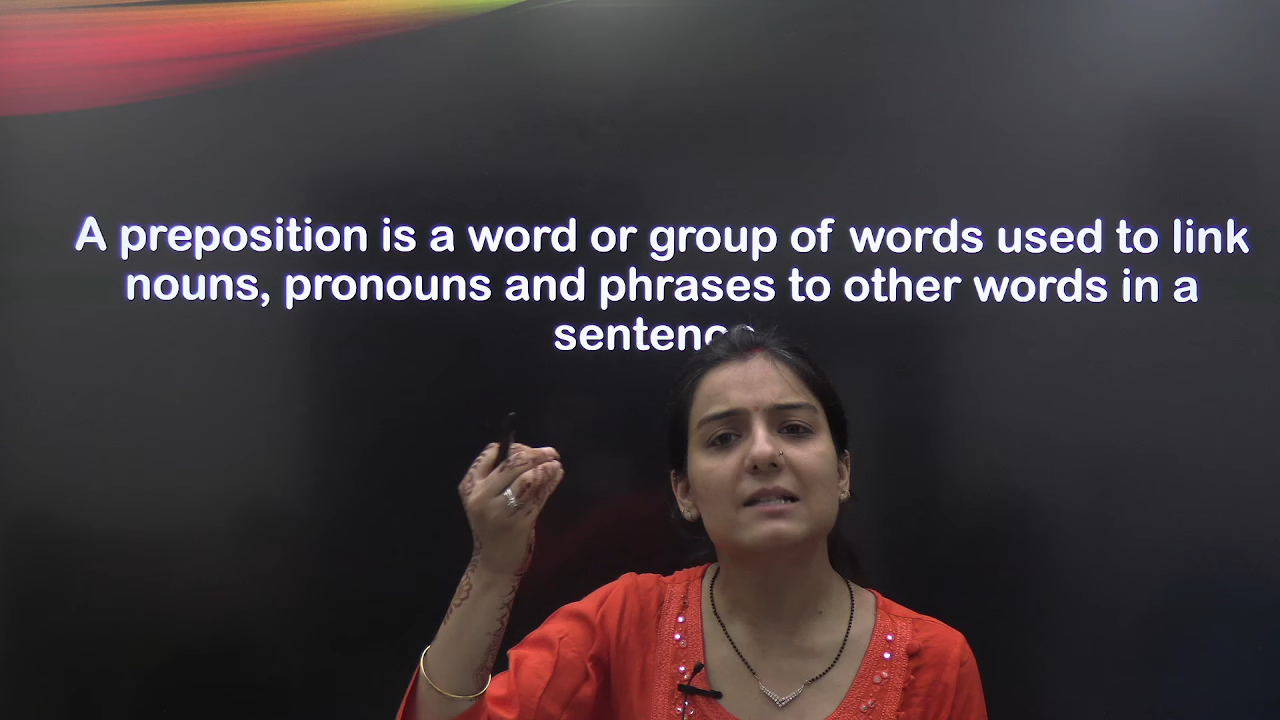 A preposition is a word or group of words used to link
nouns, pronouns and phrases to other words in a
sentence